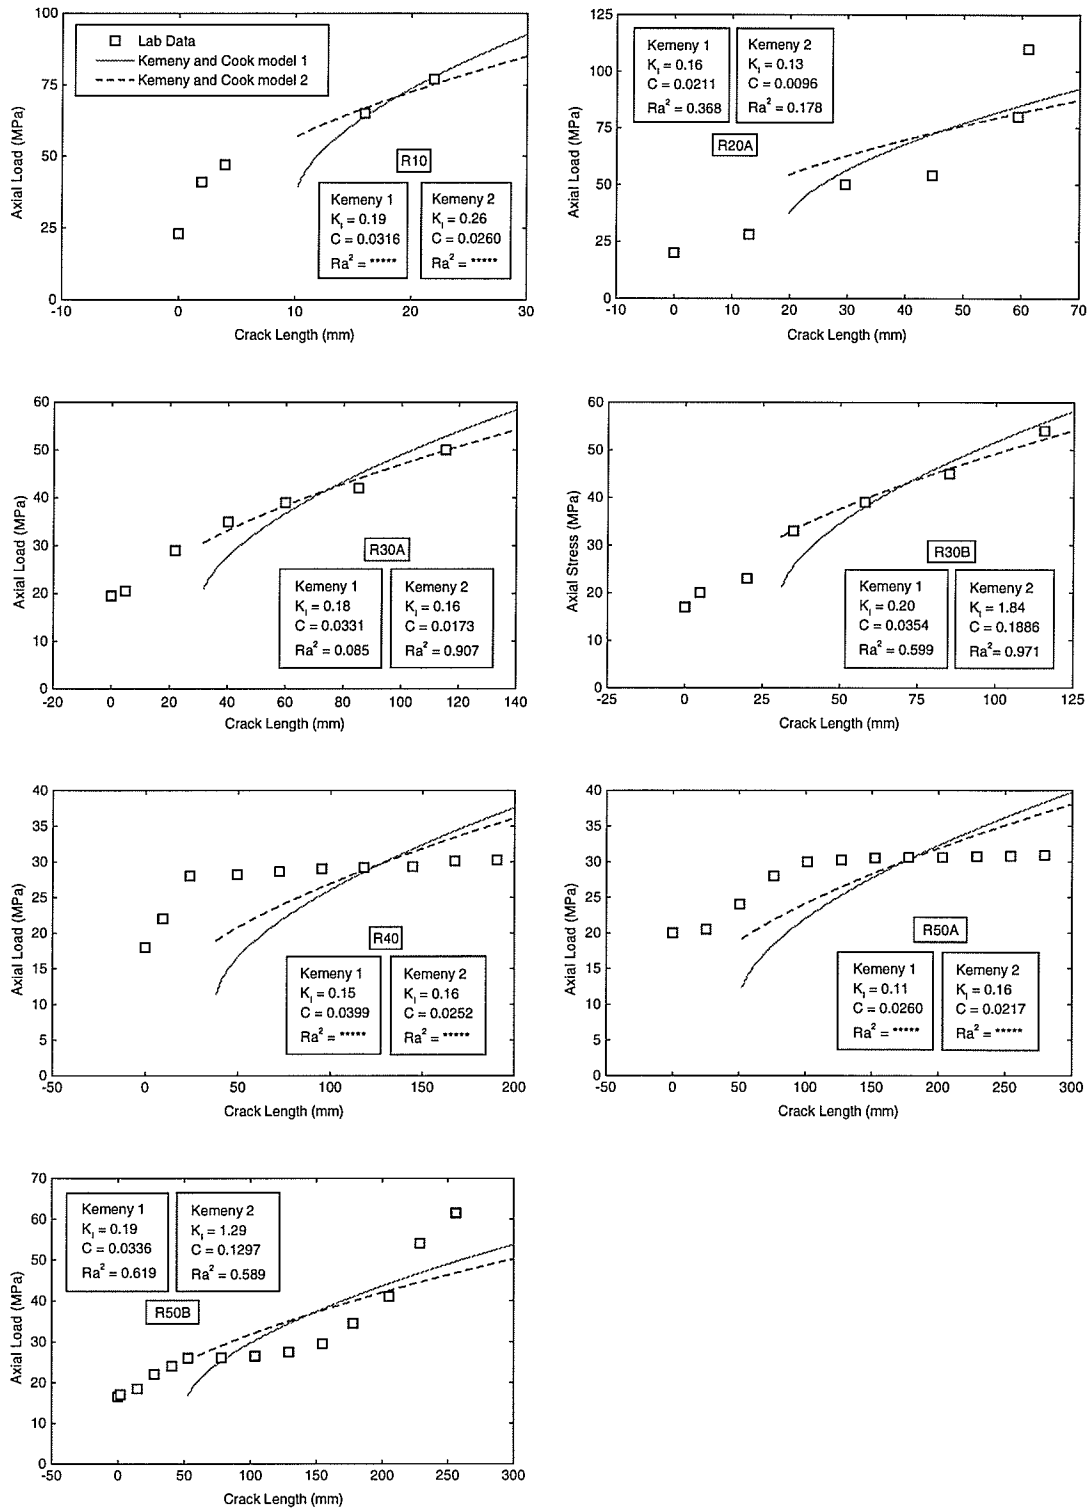 100
75
50
25
0
-10
0
10
20
30
Axial Load (MPa)
Crack Length (mm)
Lab Data
Kemeny and Cook model 1
Kemeny and Cook model 2
R10
Kemeny 1
K_I = 0.19
C = 0.0316
Ra² = *****
Kemeny 2
K_I = 0.26
C = 0.0260
Ra² = *****
125
100
75
50
25
0
-10
0
10
20
30
40
50
60
70
Axial Load (MPa)
Crack Length (mm)
Kemeny 1
K_I = 0.16
C = 0.0211
Ra² = 0.368
Kemeny 2
K_I = 0.13
C = 0.0096
Ra² = 0.178
R20A
60
50
40
30
20
10
0
-20
0
20
40
60
80
100
120
140
Axial Load (MPa)
Crack Length (mm)
R30A
Kemeny 1
K_I = 0.18
C = 0.0331
Ra² = 0.085
Kemeny 2
K_I = 0.16
C = 0.0173
Ra² = 0.907
60
50
40
30
20
10
0
-25
0
25
50
75
100
125
Axial Stress (MPa)
Crack Length (mm)
R30B
Kemeny 1
K_I = 0.20
C = 0.0354
Ra² = 0.599
Kemeny 2
K_I = 1.84
C = 0.1886
Ra² = 0.971
40
35
30
25
20
15
10
5
0
-50
0
50
100
150
200
Axial Load (MPa)
Crack Length (mm)
R40
Kemeny 1
K_I = 0.15
C = 0.0399
Ra² = *****
Kemeny 2
K_I = 0.16
C = 0.0252
Ra² = *****
40
35
30
25
20
15
10
5
0
-50
0
50
100
150
200
250
300
Axial Load (MPa)
Crack Length (mm)
R50A
Kemeny 1
K_I = 0.11
C = 0.0260
Ra² = *****
Kemeny 2
K_I = 0.16
C = 0.0217
Ra² = *****
70
60
50
40
30
20
10
0
-50
0
50
100
150
200
250
300
Axial Load (MPa)
Crack Length (mm)
Kemeny 1
K_I = 0.19
C = 0.0336
Ra² = 0.619
Kemeny 2
K_I = 1.29
C = 0.1297
Ra² = 0.589
R50B